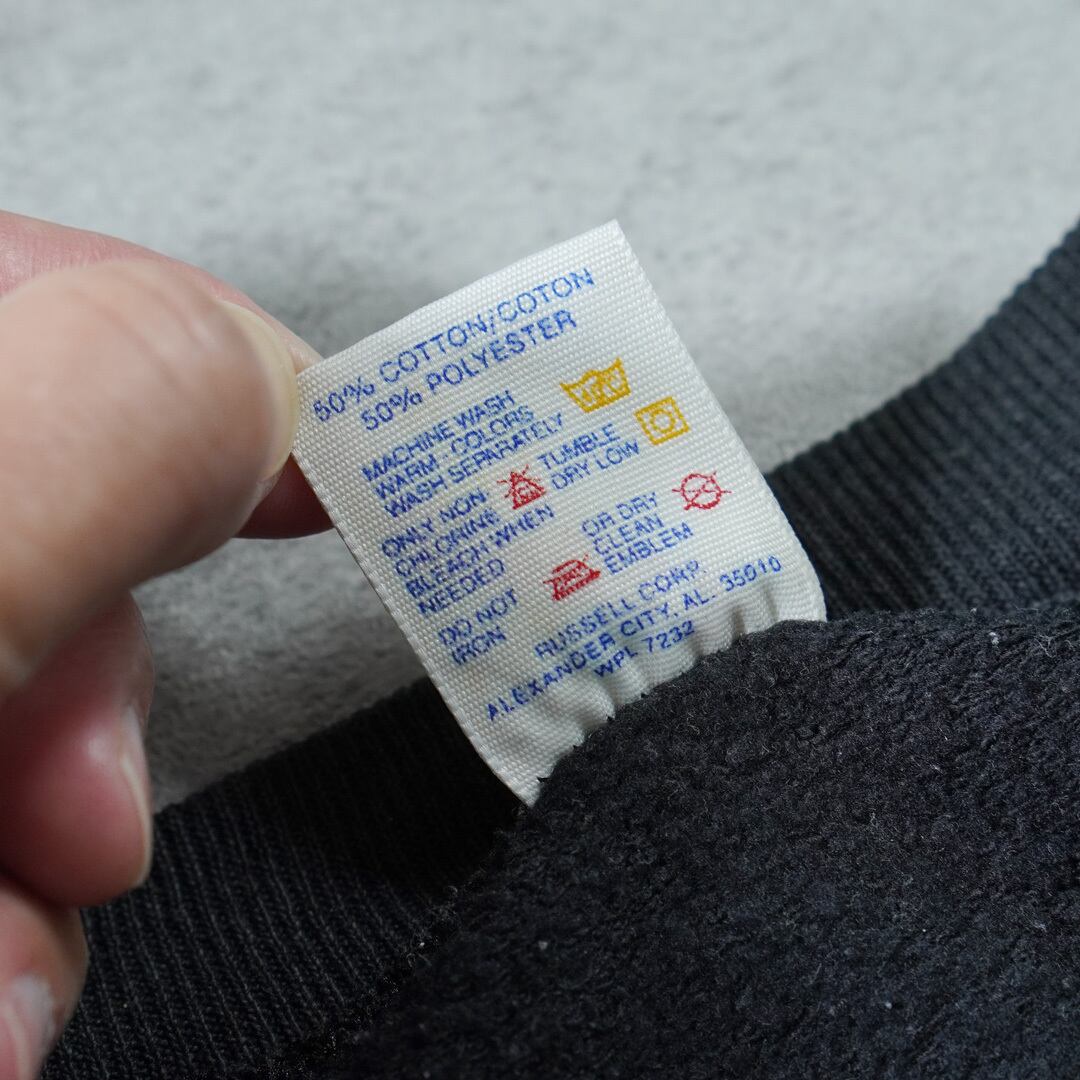 50% COTTON/COTON
50% POLYESTER
MACHINE WASH
WARM-COLORS
WASH SEPARATELY
ONLY NON
CHLORINE
BLEACH WHEN
NEEDED
TUMBLE
DRY LOW
DO NOT
IRON
OR DRY
CLEAN
EMBLEM
RUSSELL CORP.
ALEXANDER CITY, AL. 35010
WPL 7232